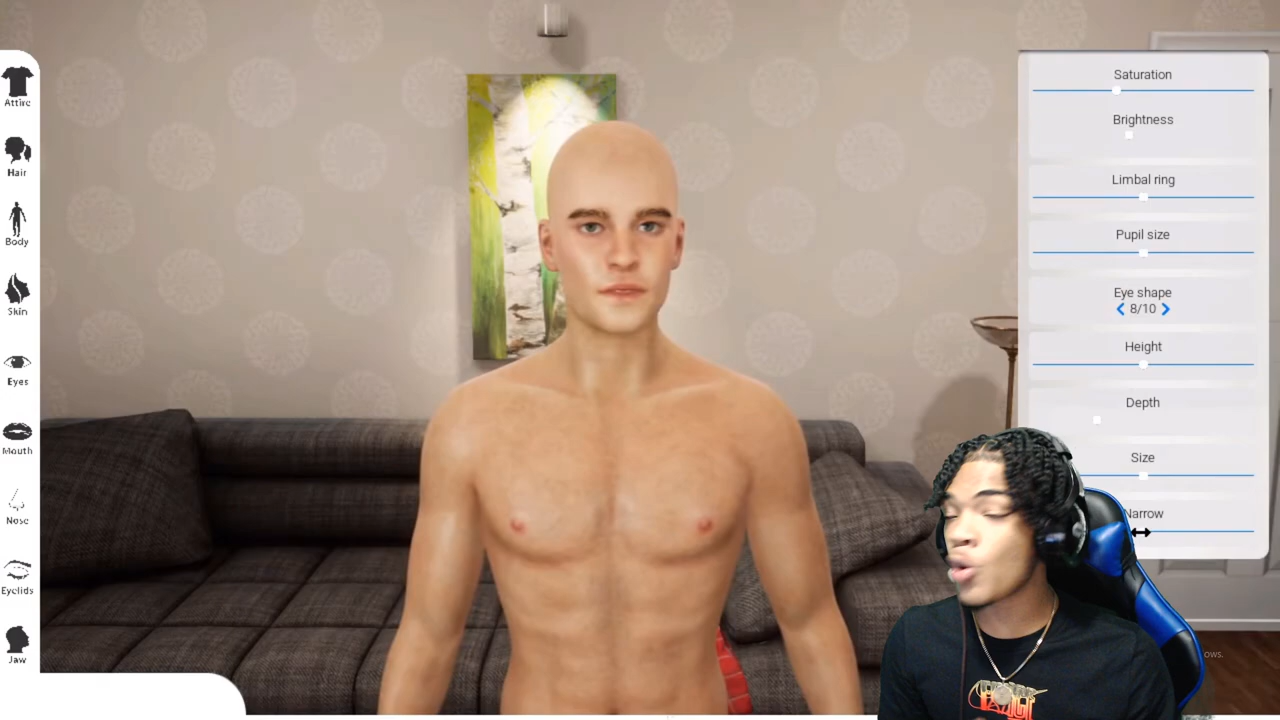 Attire
Hair
Body
Skin
Eyes
Mouth
Nose
Eyelids
Jaw
Saturation
Brightness
Limbal ring
Pupil size
Eye shape
8/10
Height
Depth
Size
Narrow
ows.